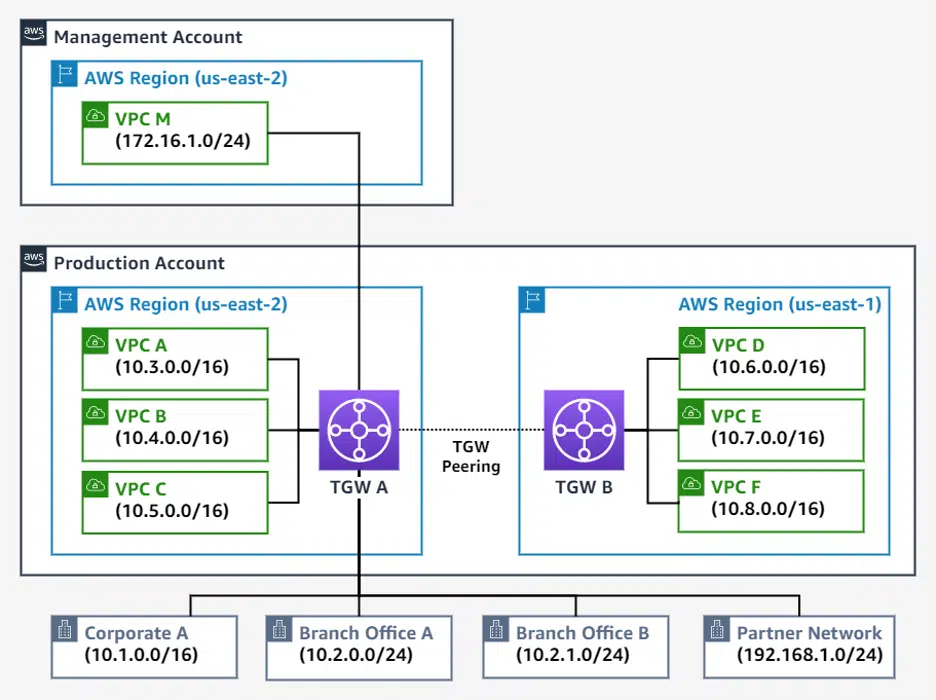 aws
Management Account
AWS Region (us-east-2)
VPC M
(172.16.1.0/24)
aws
Production Account
AWS Region (us-east-2)
VPC A
(10.3.0.0/16)
VPC B
(10.4.0.0/16)
VPC C
(10.5.0.0/16)
TGW A
TGW
Peering
AWS Region (us-east-1)
TGW B
VPC D
(10.6.0.0/16)
VPC E
(10.7.0.0/16)
VPC F
(10.8.0.0/16)
Corporate A
(10.1.0.0/16)
Branch Office A
(10.2.0.0/24)
Branch Office B
(10.2.1.0/24)
Partner Network
(192.168.1.0/24)